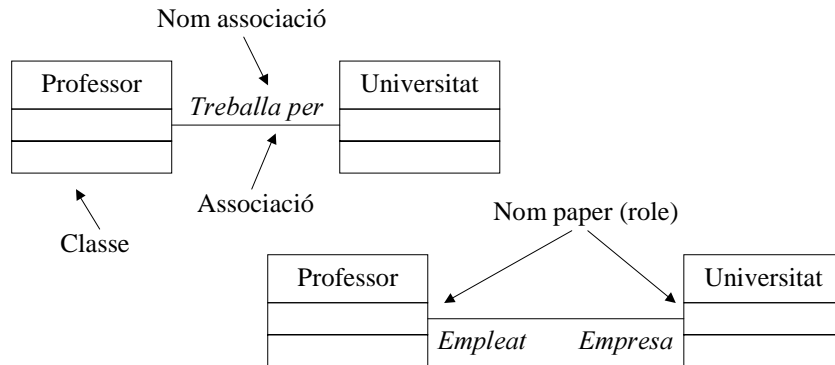 Nom associació
Professor
Universitat
Treballa per
Associació
Classe
Nom paper (role)
Professor
Universitat
Empleat
Empresa